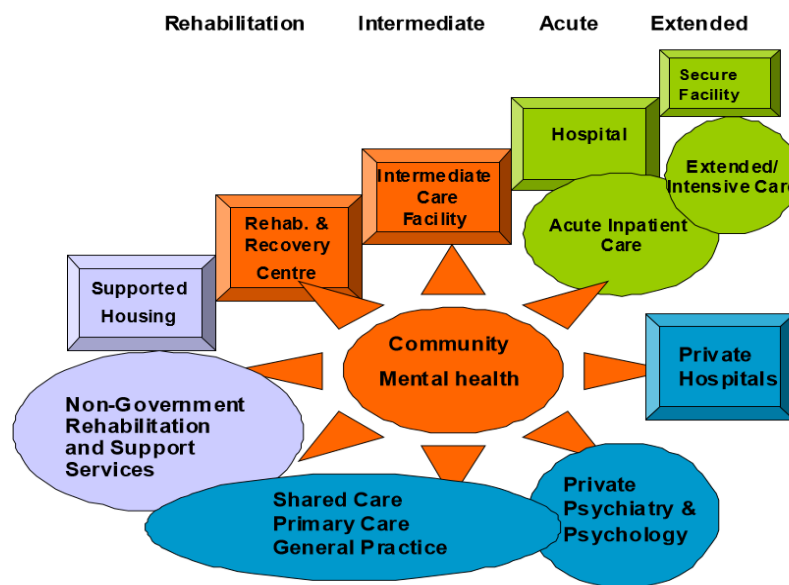 Rehabilitation Intermediate Acute Extended
Secure
Facility
Hospital
Extended/
Intensive Care
Intermediate
Care
Facility
Acute Inpatient
Care
Rehab. &
Recovery
Centre
Supported
Housing
Community
Mental health
Private
Hospitals
Non-Government
Rehabilitation
and Support
Services
Shared Care
Primary Care
General Practice
Private
Psychiatry &
Psychology